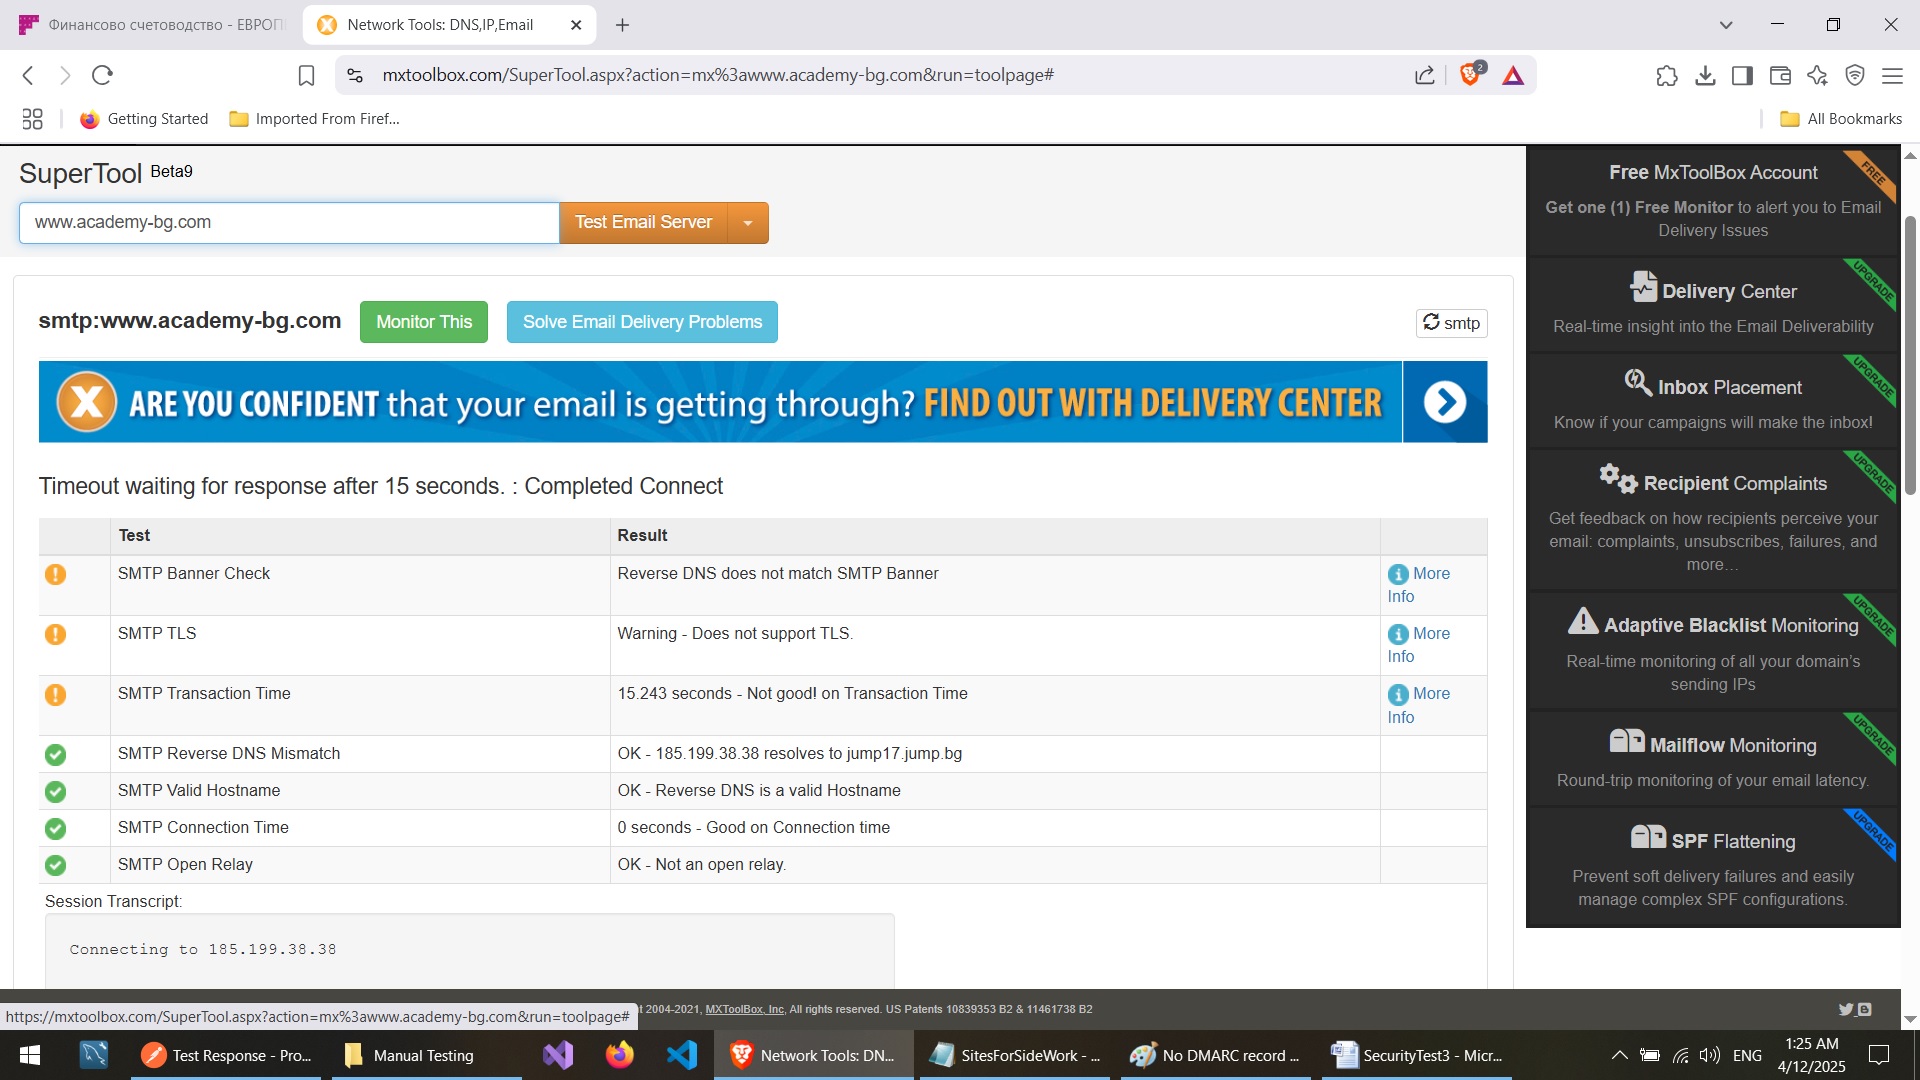 Финансово счетоводство - ЕВРОП
Network Tools: DNS,IP,Email
mxtoolbox.com/SuperTool.aspx?action=mx%3awww.academy-bg.com&run=toolpage#
2
Getting Started
Imported From Firef...
All Bookmarks
SuperTool Beta9
www.academy-bg.com
Test Email Server
smtp:www.academy-bg.com
Monitor This
Solve Email Delivery Problems
smtp
X ARE YOU CONFIDENT that your email is getting through? FIND OUT WITH DELIVERY CENTER
Timeout waiting for response after 15 seconds. : Completed Connect
Test Result
SMTP Banner Check Reverse DNS does not match SMTP Banner More Info
SMTP TLS Warning - Does not support TLS. More Info
SMTP Transaction Time 15.243 seconds - Not good! on Transaction Time More Info
SMTP Reverse DNS Mismatch OK - 185.199.38.38 resolves to jump17.jump.bg
SMTP Valid Hostname OK - Reverse DNS is a valid Hostname
SMTP Connection Time 0 seconds - Good on Connection time
SMTP Open Relay OK - Not an open relay.
Session Transcript:
Connecting to 185.199.38.38
Free MxToolBox Account
FREE
Get one (1) Free Monitor to alert you to Email
Delivery Issues
Delivery Center
UPGRADE
Real-time insight into the Email Deliverability
Inbox Placement
UPGRADE
Know if your campaigns will make the inbox!
Recipient Complaints
UPGRADE
Get feedback on how recipients perceive your
email: complaints, unsubscribes, failures, and
more…
Adaptive Blacklist Monitoring
UPGRADE
Real-time monitoring of all your domain's
sending IPs
Mailflow Monitoring
UPGRADE
Round-trip monitoring of your email latency.
SPF Flattening
UPGRADE
Prevent soft delivery failures and easily
manage complex SPF configurations.
https://mxtoolbox.com/SuperTool.aspx?action=mx%3awww.academy-bg.com&run=toolpage#
t 2004-2021, MXToolBox, Inc, All rights reserved. US Patents 10839353 B2 & 11461738 B2
Test Response - Pro...
Manual Testing
Network Tools: DN...
SitesForSideWork - ...
No DMARC record ...
SecurityTest3 - Micr...
ENG
1:25 AM
4/12/2025